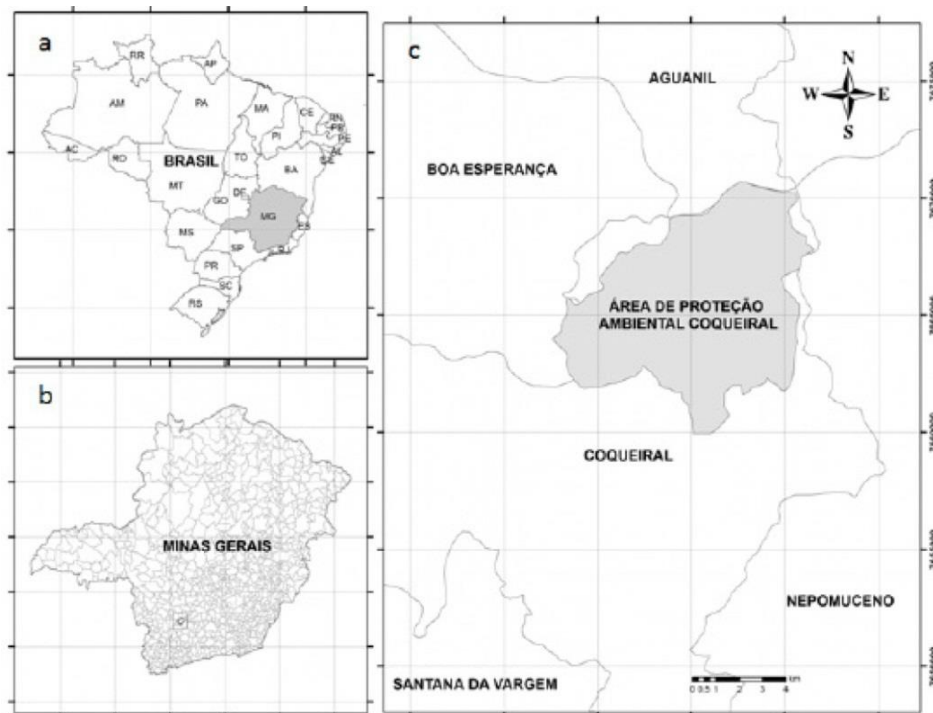 a
RR
AP
AM
PA
MA
CE
RN
PB
PE
PI
AL
SE
AC
RO
BRASIL
TO
BA
MT
DF
GO
MG
ES
MS
SP
RJ
PR
SC
RS
b
MINAS GERAIS
c
AGUANIL
N
W
E
S
BOA ESPERANÇA
ÁREA DE PROTEÇÃO
AMBIENTAL COQUEIRAL
COQUEIRAL
NEPOMUCENO
SANTANA DA VARGEM
0 0,5 1 2 3 4
km